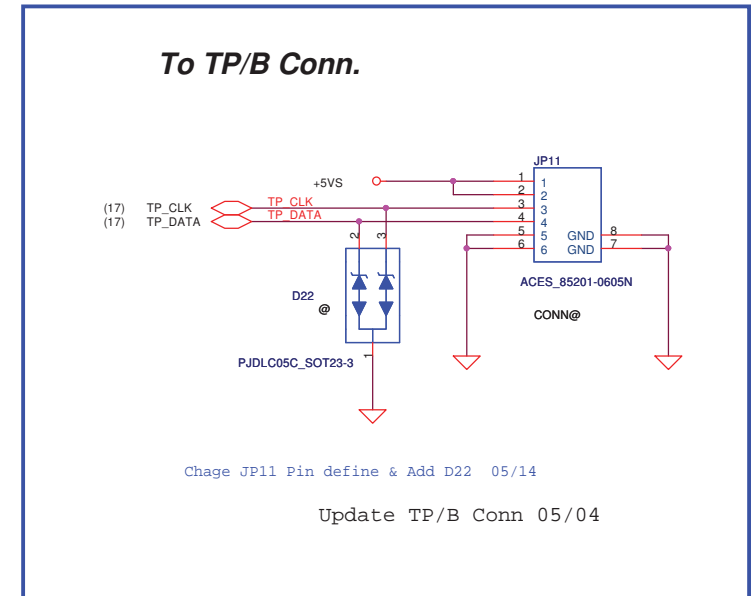 To TP/B Conn.
JP11
+5VS
1 1
2 2
(17) TP_CLK TP_CLK 3 3
(17) TP_DATA TP_DATA 4 4
5 5 GND 8
6 6 GND 7
2 3
D22
@
ACES_85201-0605N
CONN@
1
PJDLC05C_SOT23-3
Chage JP11 Pin define & Add D22 05/14
Update TP/B Conn 05/04